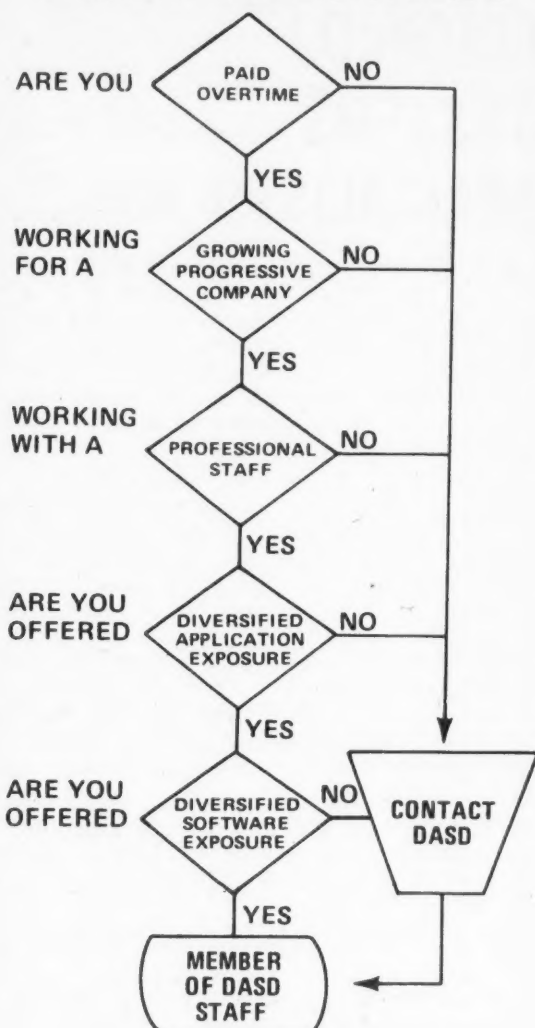 ARE YOU
PAID
OVERTIME
NO
YES
WORKING
FOR A
GROWING
PROGRESSIVE
COMPANY
NO
YES
WORKING
WITH A
PROFESSIONAL
STAFF
NO
YES
ARE YOU
OFFERED
DIVERSIFIED
APPLICATION
EXPOSURE
NO
YES
ARE YOU
OFFERED
DIVERSIFIED
SOFTWARE
EXPOSURE
NO
CONTACT
DASD
YES
MEMBER
OF DASD
STAFF